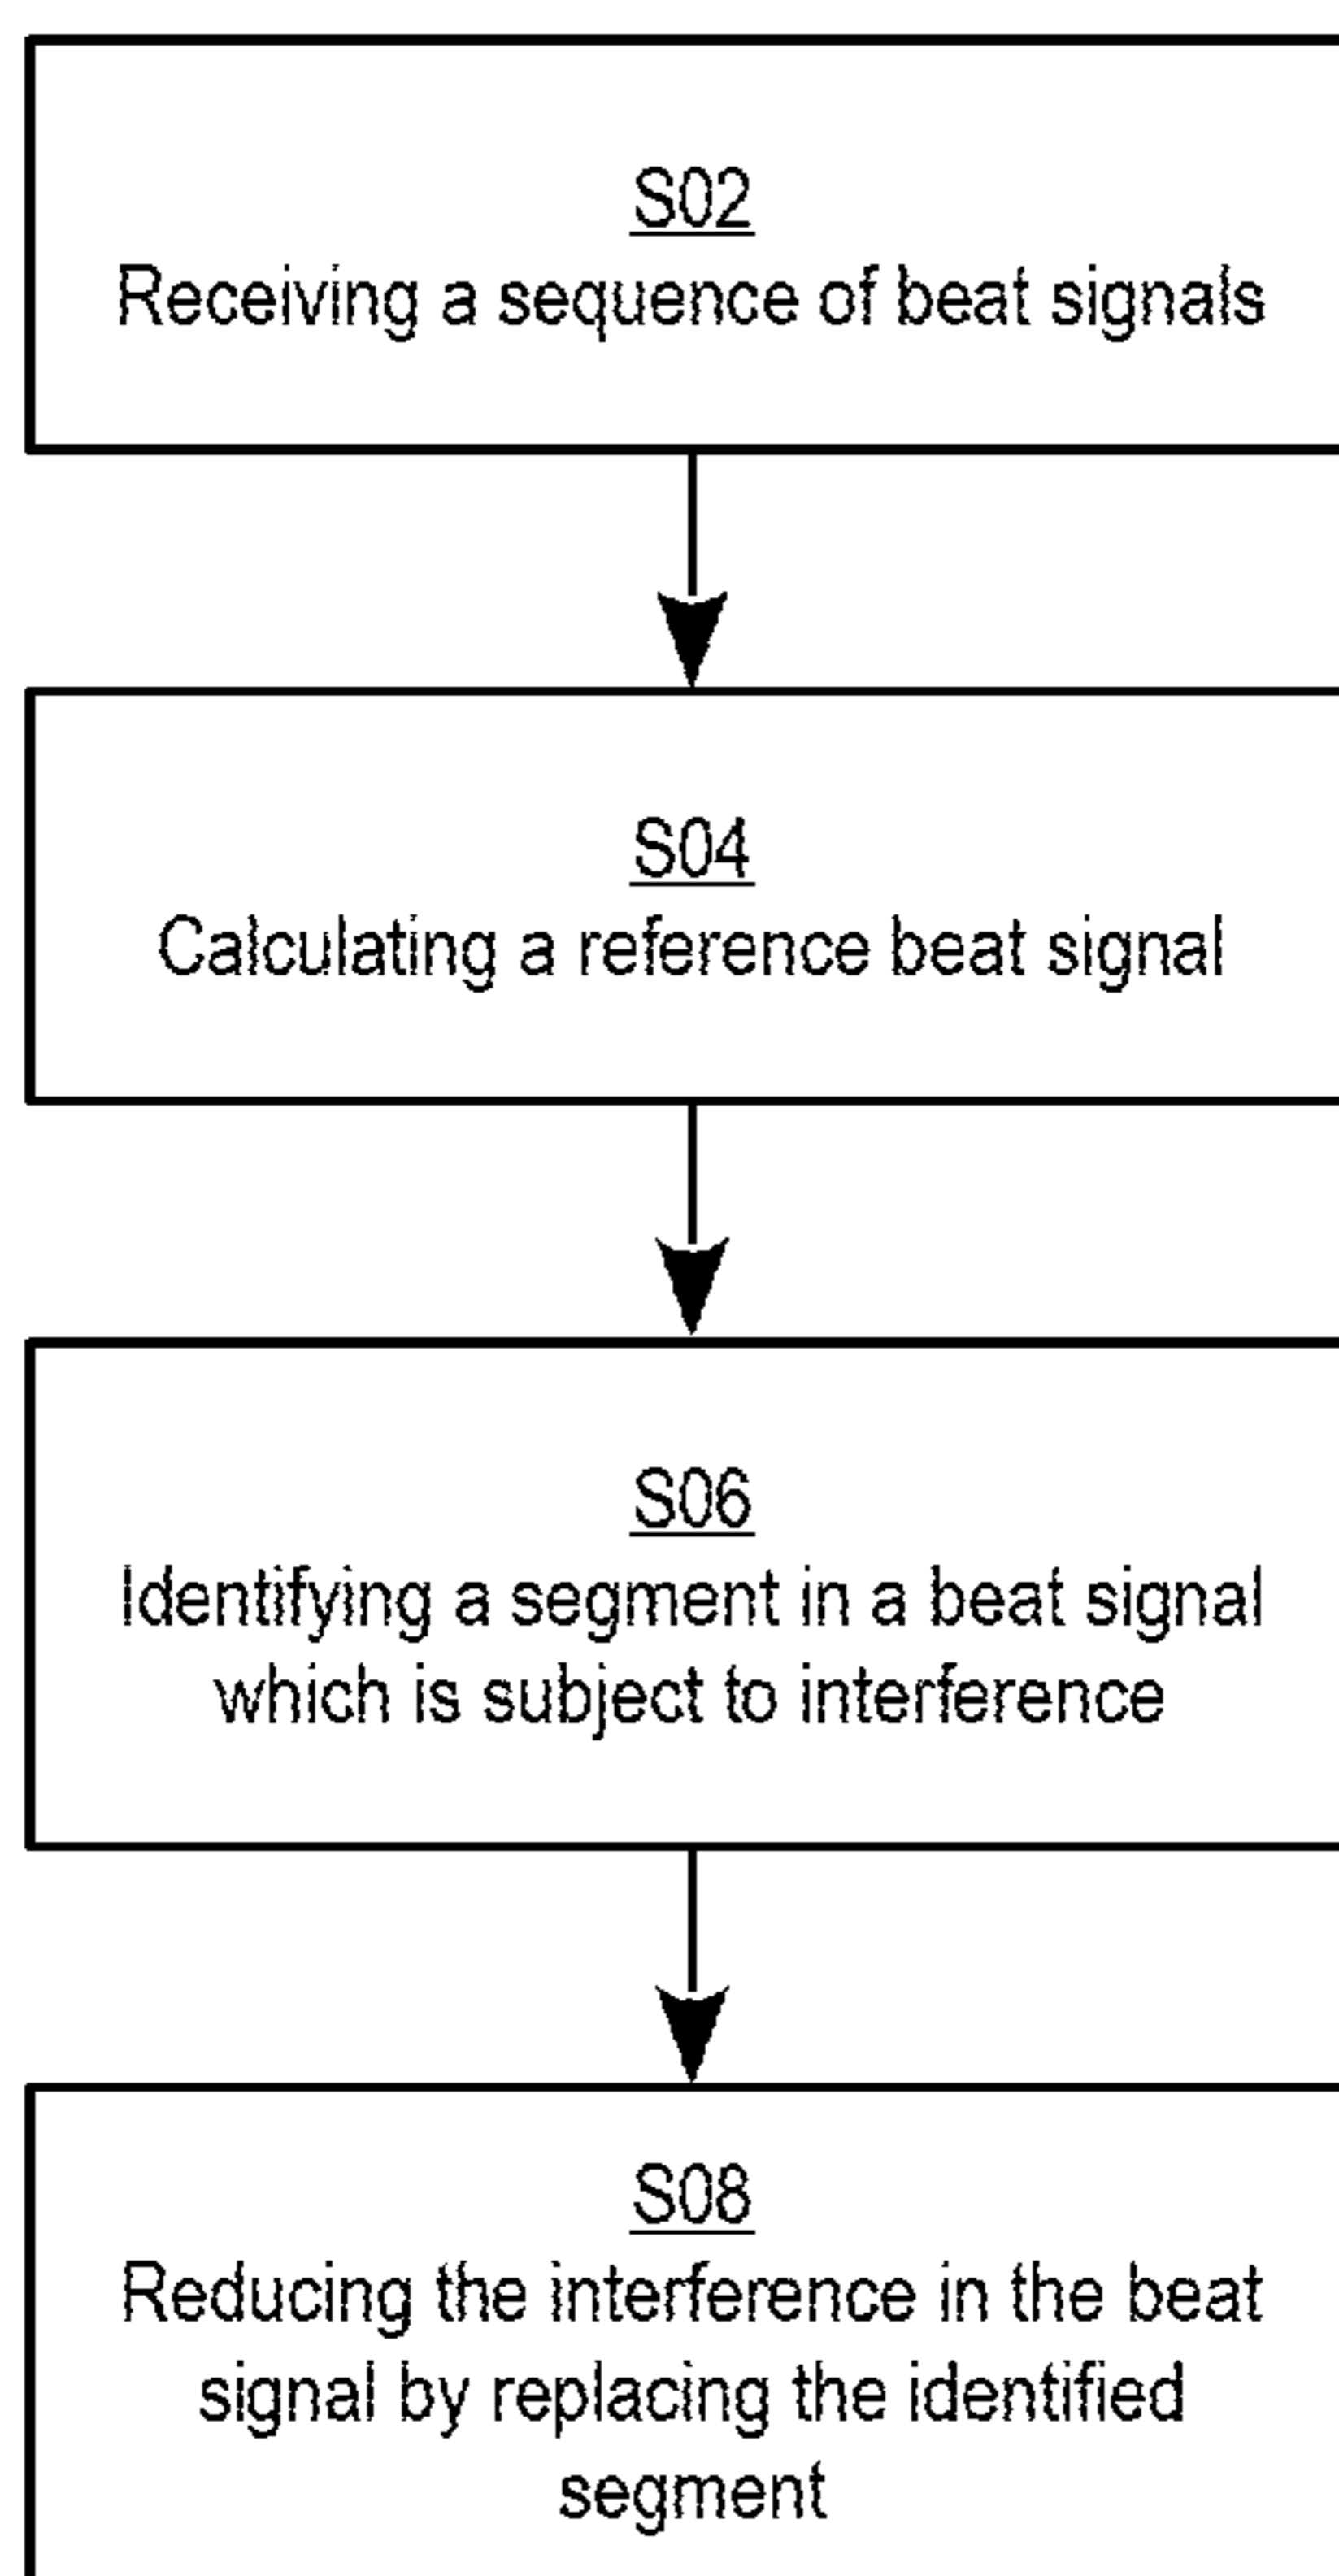 S02
Receiving a sequence of beat signals
S04
Calculating a reference beat signal
S06
Identifying a segment in a beat signal
which is subject to interference
S08
Reducing the interference in the beat
signal by replacing the identified
segment